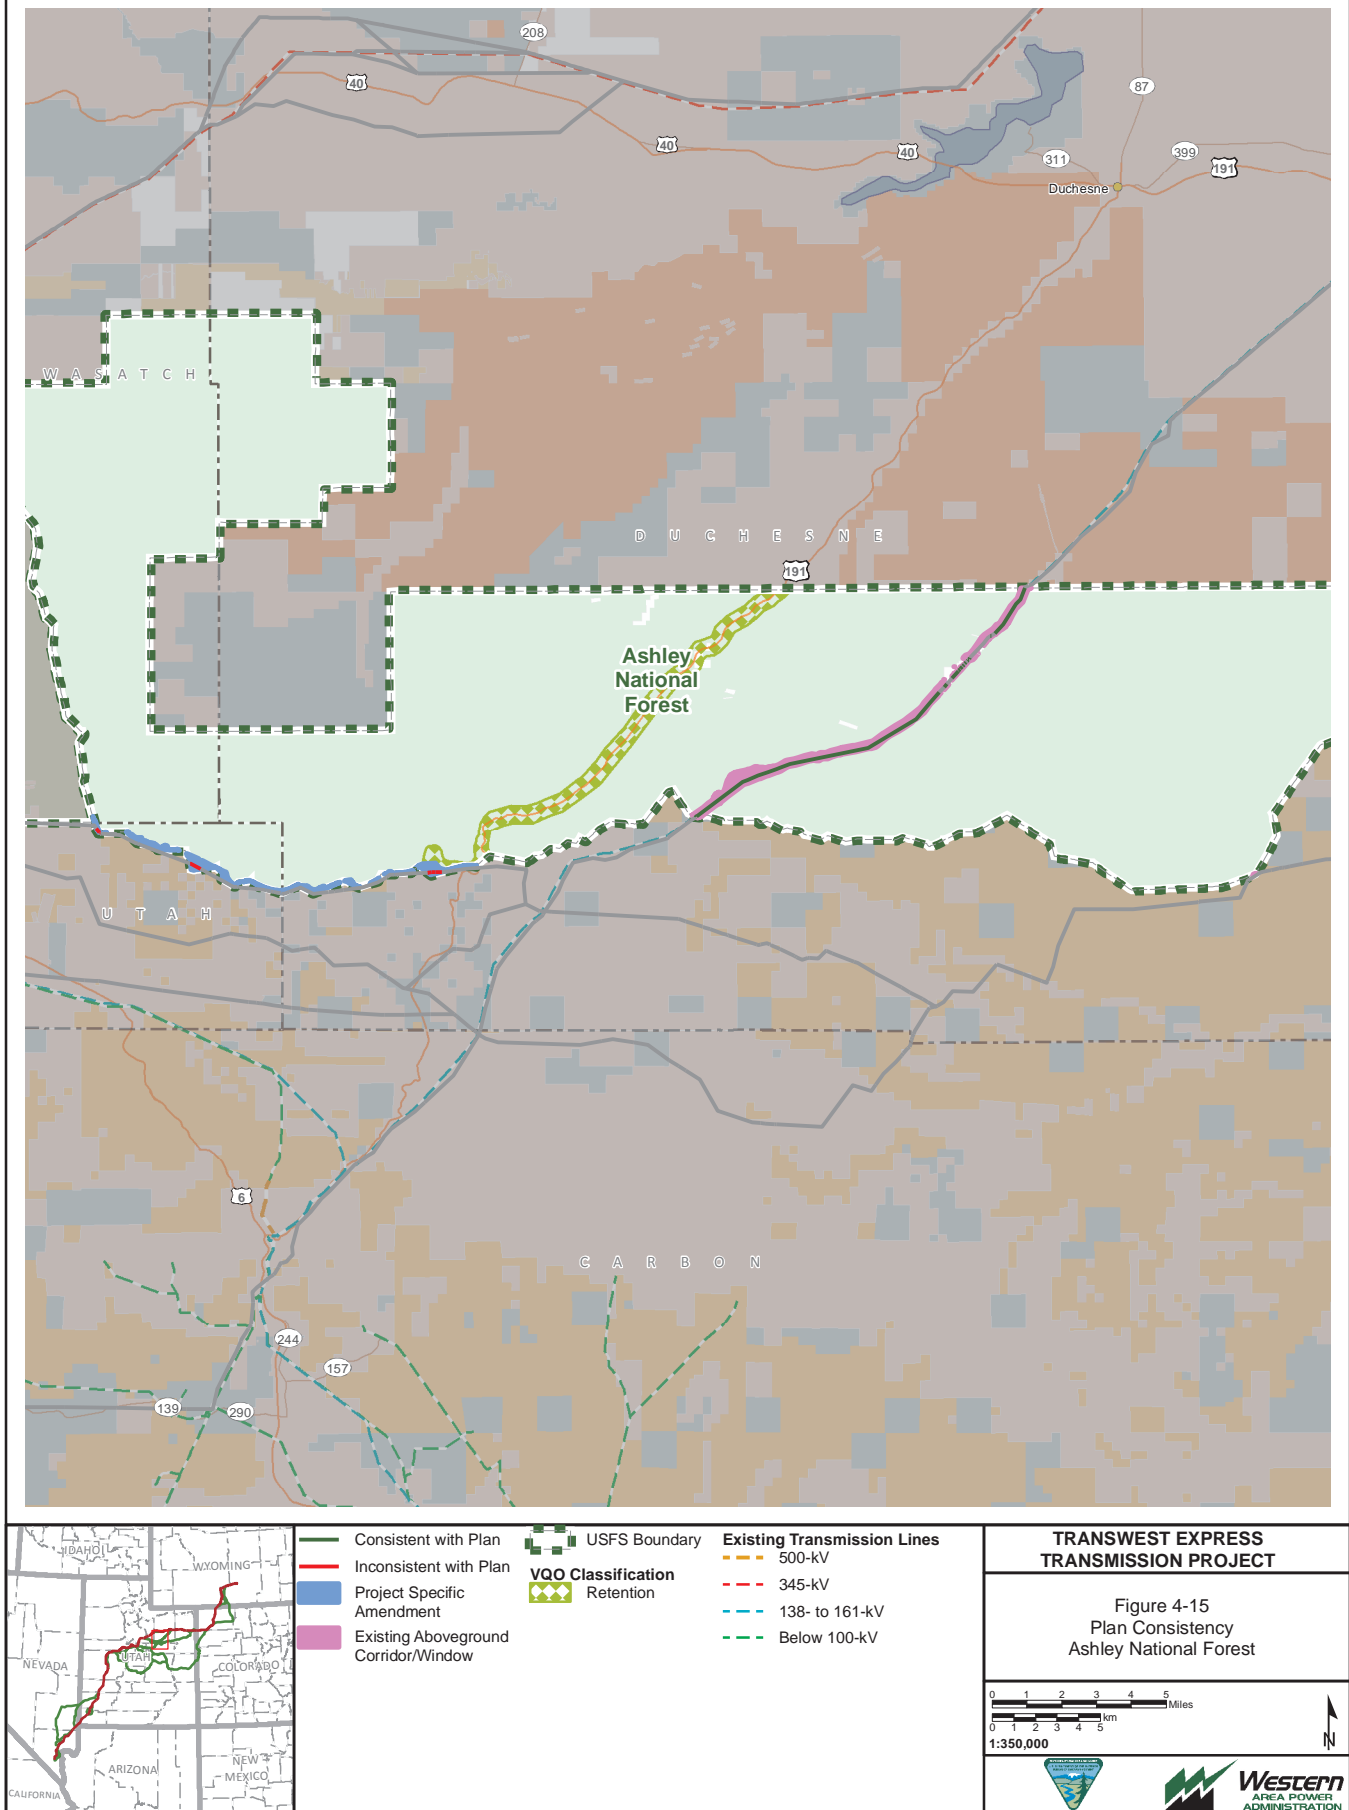 208
40
87
40
40
311
399
191
Duchesne
W A S A T C H
D U C H E S N E
191
Ashley
National
Forest
U T A H
6
C A R B O N
244
157
139
290
IDAHO
WYOMING
NEVADA
UTAH
COLORADO
ARIZONA
NEW
MEXICO
CALIFORNIA
Consistent with Plan
Inconsistent with Plan
Project Specific
Amendment
Existing Aboveground
Corridor/Window
USFS Boundary
VQO Classification
Retention
Existing Transmission Lines
500-kV
345-kV
138- to 161-kV
Below 100-kV
TRANSWEST EXPRESS
TRANSMISSION PROJECT
Figure 4-15
Plan Consistency
Ashley National Forest
0 1 2 3 4 5
Miles
km
0 1 2 3 4 5
1:350,000
N
Western
AREA POWER
ADMINISTRATION